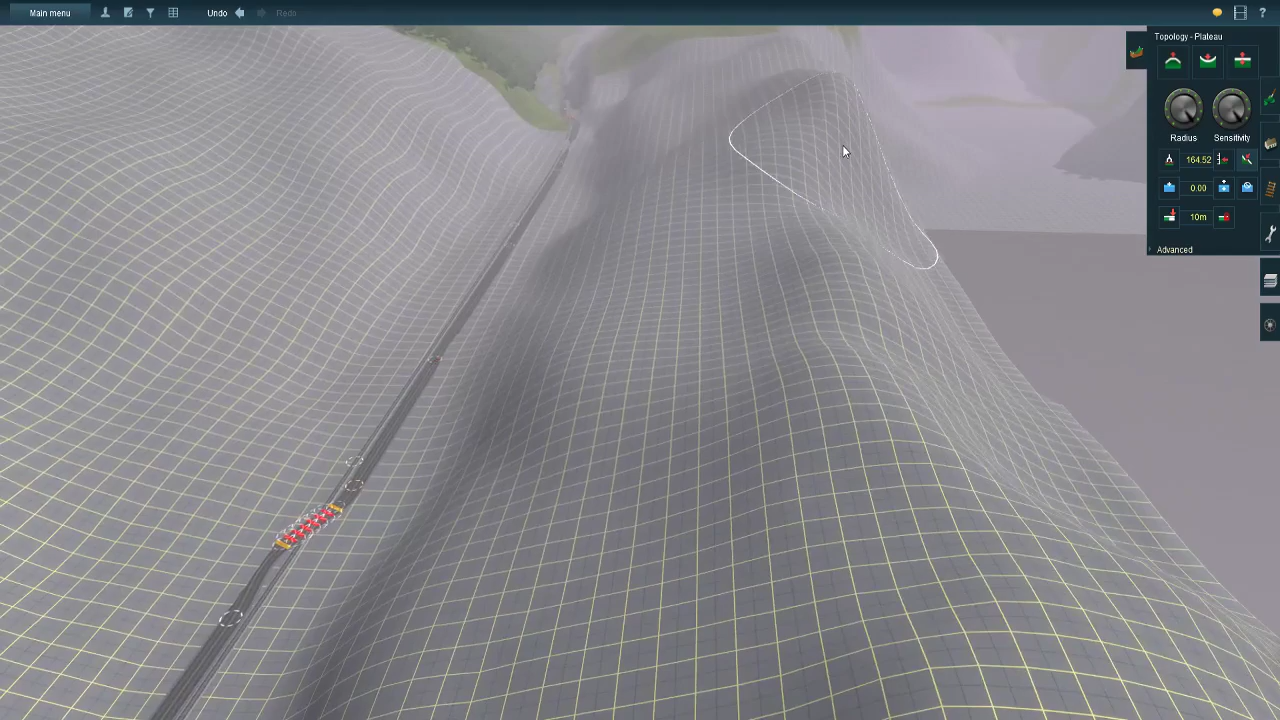 Main menu
Undo
Redo
Topology - Plateau
Radius
Sensitivity
164.52
0.00
10m
Advanced
?